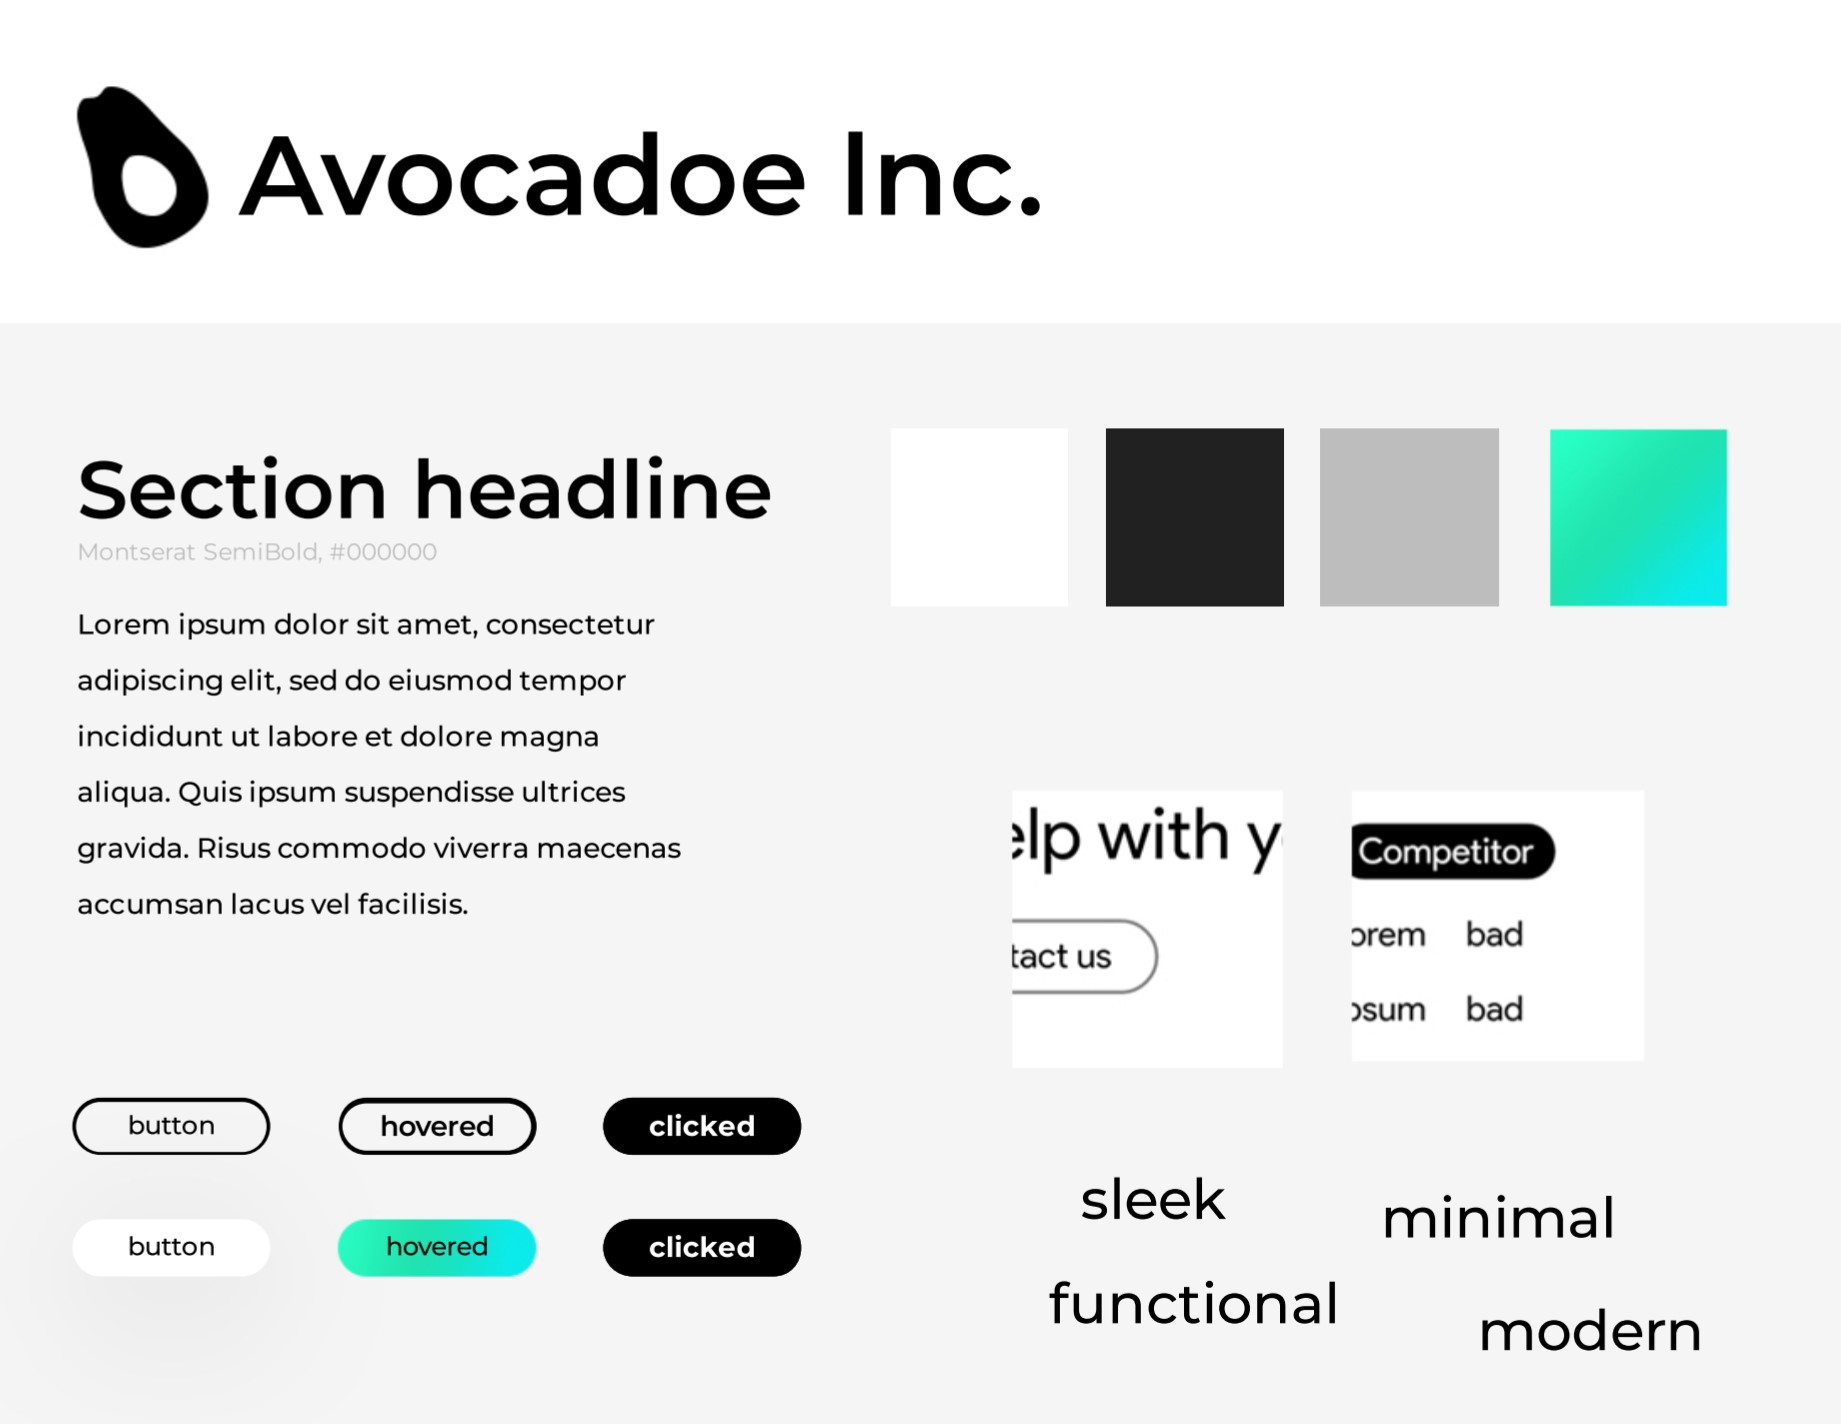 Avocadoe Inc.
Section headline
Montserat SemiBold, #000000
Lorem ipsum dolor sit amet, consectetur
adipiscing elit, sed do eiusmod tempor
incididunt ut labore et dolore magna
aliqua. Quis ipsum suspendisse ultrices
gravida. Risus commodo viverra maecenas
accumsan lacus vel facilisis.
button
hovered
clicked
button
hovered
clicked
elp with y
tact us
Competitor
orem bad
psum bad
sleek
minimal
functional
modern